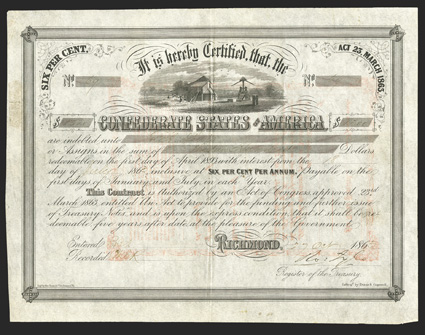 SIX PER CENT.
It is hereby Certified, that, the
ACT 23, MARCH 1863
No.
No.
CONFEDERATE STATES OF AMERICA
are indebted unto
or Assigns in the sum of Dollars
redeemable on the first day of April 1893 with interest from the
day of 186 inclusive at SIX PER CENT PER ANNUM, Payable on the
first days of January and July, in each Year
This Contract is Authorized by an Act of Congress, approved 23rd
March 1863, entitled "An Act to provide for the funding and further issue
of Treasury Notes, and is upon the express condition that it shall be re-
deemable five years after date at the pleasure of the Government.
Entered
RICHMOND, 186
Recorded
Register of the Treasury.